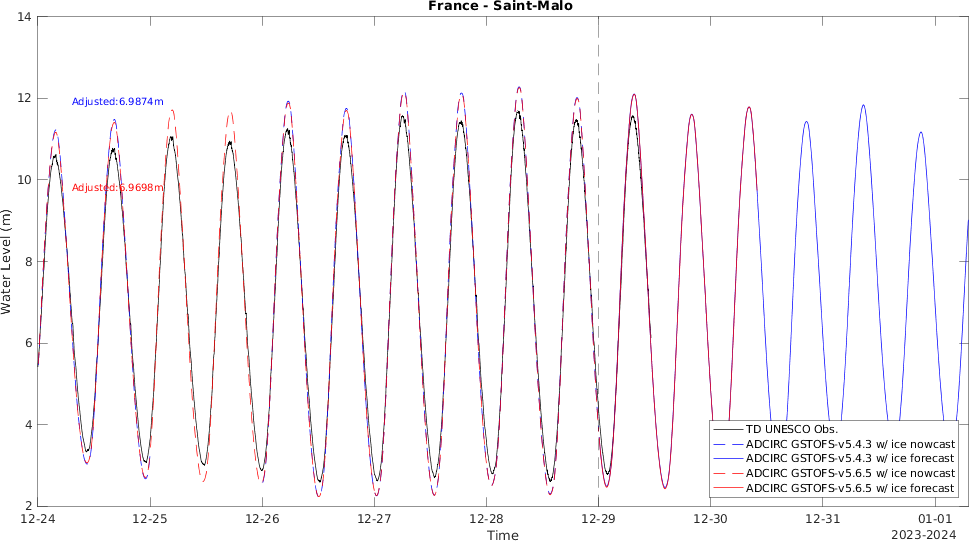 France - Saint-Malo
14
12
10
8
6
4
2
Water Level (m)
Adjusted:6.9874m
Adjusted:6.9698m
TD UNESCO Obs.
ADCIRC GSTOFS-v5.4.3 w/ ice nowcast
ADCIRC GSTOFS-v5.4.3 w/ ice forecast
ADCIRC GSTOFS-v5.6.5 w/ ice nowcast
ADCIRC GSTOFS-v5.6.5 w/ ice forecast
12-24 12-25 12-26 12-27 12-28 12-29 12-30 12-31 01-01
Time
2023-2024